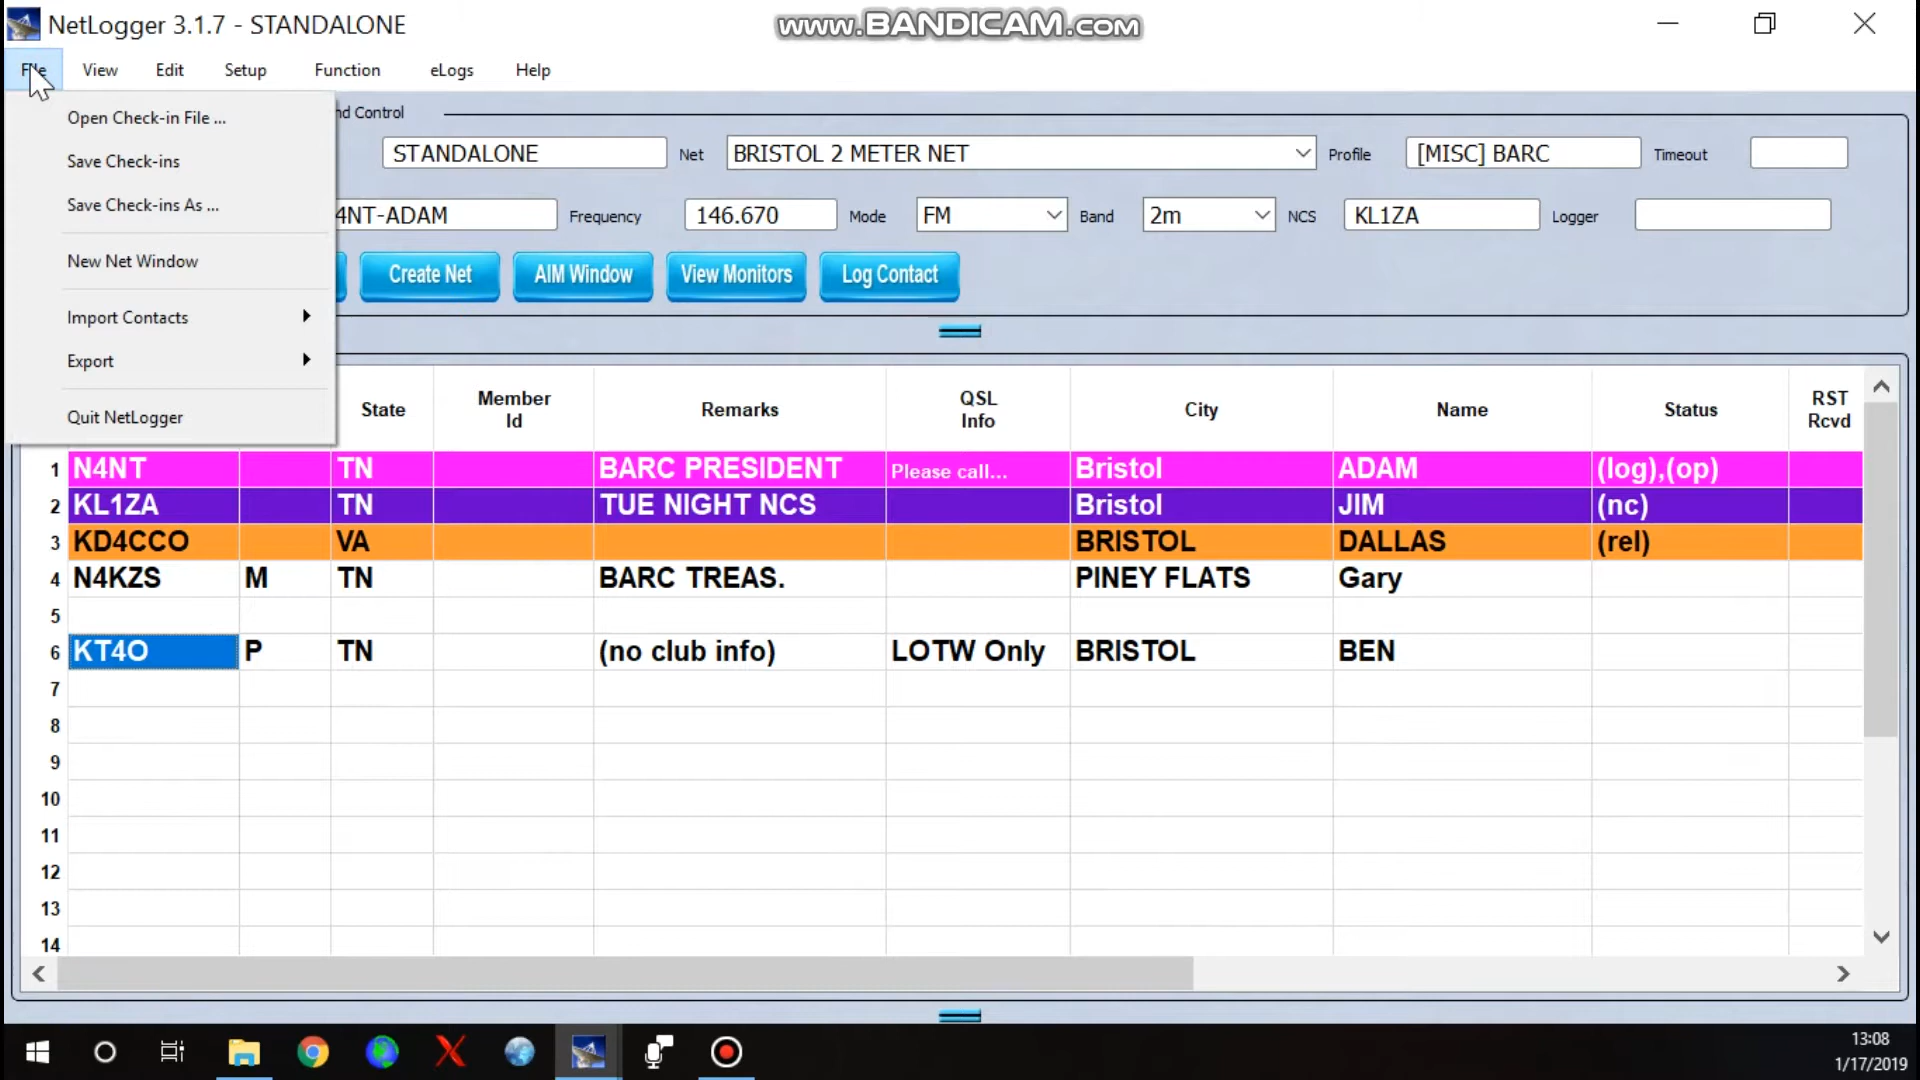 NetLogger 3.1.7 - STANDALONE
www.BANDICAM.com
File View Edit Setup Function eLogs Help
Open Check-in File ...
Save Check-ins
Save Check-ins As ...
New Net Window
Import Contacts
Export
Quit NetLogger
nd Control
STANDALONE Net BRISTOL 2 METER NET Profile [MISC] BARC Timeout
4NT-ADAM Frequency 146.670 Mode FM Band 2m NCS KL1ZA Logger
Create Net AIM Window View Monitors Log Contact
State Member Id Remarks QSL Info City Name Status RST Rcvd
1 N4NT TN BARC PRESIDENT Please call... Bristol ADAM (log),(op)
2 KL1ZA TN TUE NIGHT NCS Bristol JIM (nc)
3 KD4CCO VA BRISTOL DALLAS (rel)
4 N4KZS M TN BARC TREAS. PINEY FLATS Gary
5
6 KT4O P TN (no club info) LOTW Only BRISTOL BEN
7
8
9
10
11
12
13
14
13:08
1/17/2019